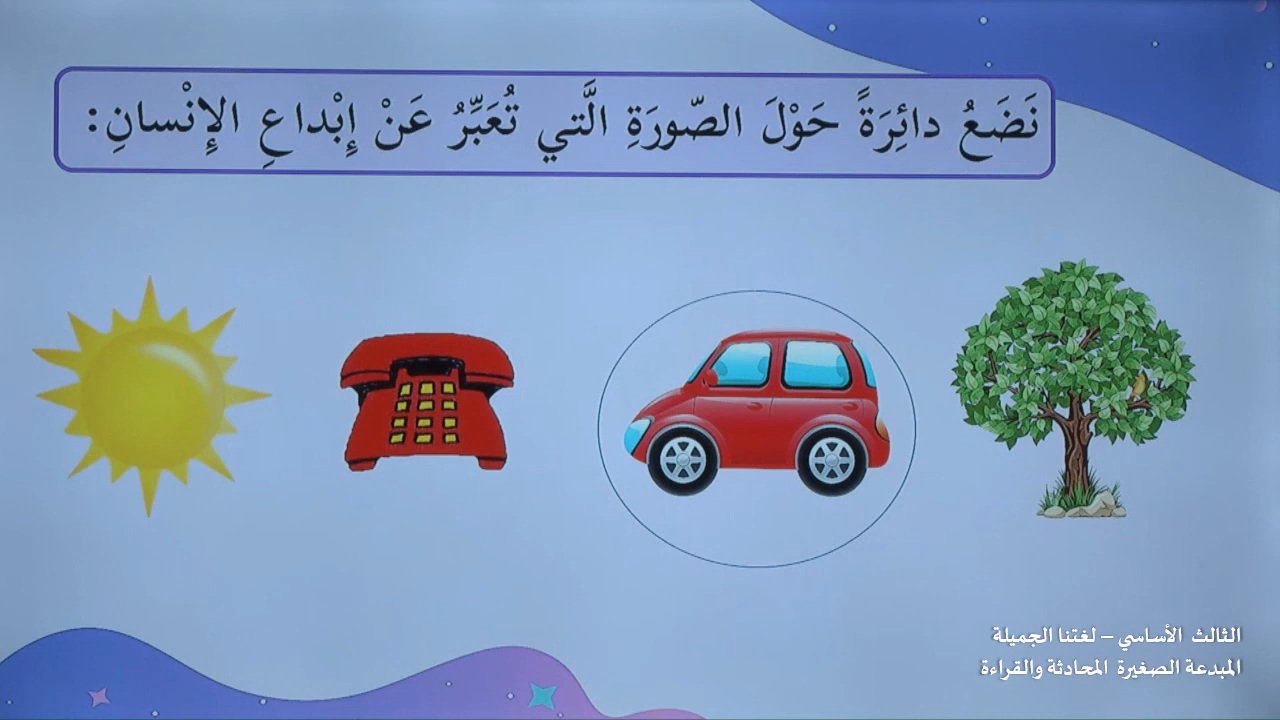 نَضَعُ دائِرَةً حَوْلَ الصّورَةِ الَّتي تُعَبِّرُ عَنْ إِبْداعِ الإِنْسانِ:
الثالث الأساسي – لغتنا الجميلة
المبدعة الصغيرة المحادثة والقراءة